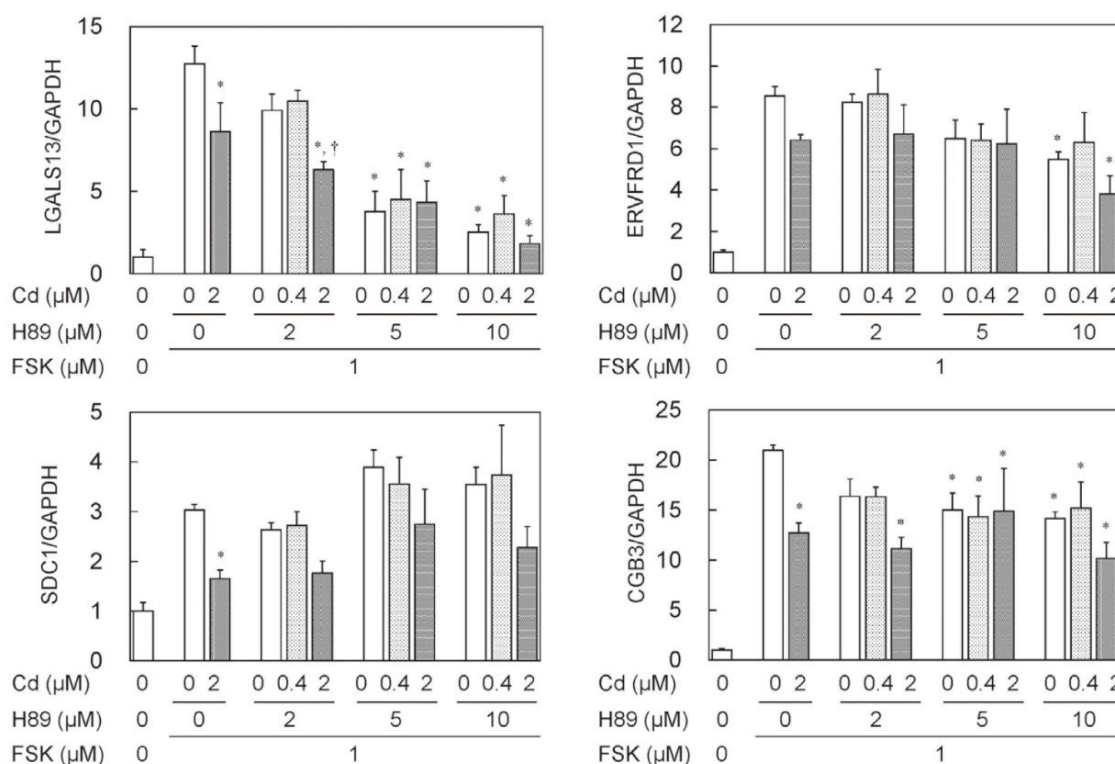 15
10
5
0
LGALS13/GAPDH
*
*, †
* * *
* * *
Cd (µM) 0 0 2 0 0.4 2 0 0.4 2 0 0.4 2
H89 (µM) 0 0 2 5 10
FSK (µM) 0 1
12
10
8
6
4
2
0
ERVFRD1/GAPDH
* *
Cd (µM) 0 0 2 0 0.4 2 0 0.4 2 0 0.4 2
H89 (µM) 0 0 2 5 10
FSK (µM) 0 1
5
4
3
2
1
0
SDC1/GAPDH
*
Cd (µM) 0 0 2 0 0.4 2 0 0.4 2 0 0.4 2
H89 (µM) 0 0 2 5 10
FSK (µM) 0 1
25
20
15
10
5
0
CGB3/GAPDH
*
*
* * *
* * *
Cd (µM) 0 0 2 0 0.4 2 0 0.4 2 0 0.4 2
H89 (µM) 0 0 2 5 10
FSK (µM) 0 1